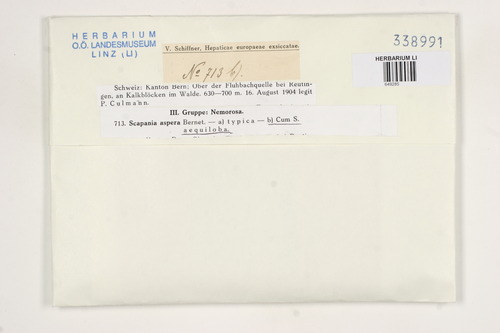 HERBARIUM
O.Ö. LANDESMUSEUM
LINZ (LI)
V. Schiffner, Hepaticae europaeae exsiccatae.
No 713 b).
338991
HERBARIUM LI
Schweiz: Kanton Bern; Über der Fluhbachquelle bei Reutin-
gen, an Kalkblöcken im Walde. 630—700 m. 16. August 1904 legit
P. Culmann.
III. Gruppe: Nemorosa.
713. Scapania aspera Bernet. — a) typica — b) Cum S.
aequiloba.